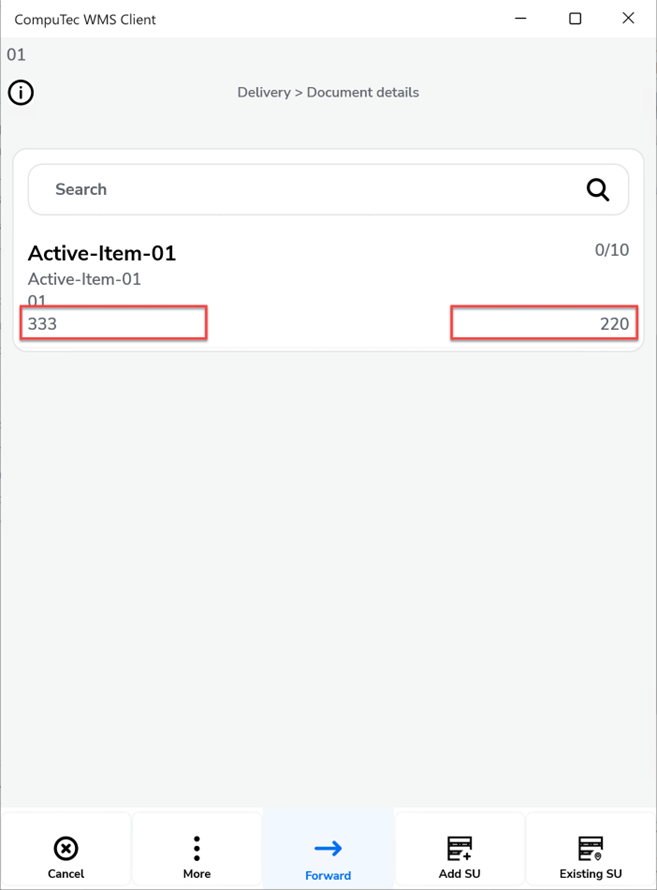 CompuTec WMS Client
01
Delivery > Document details
Search
Active-Item-01 0/10
Active-Item-01
01
333 220
Cancel More Forward Add SU Existing SU